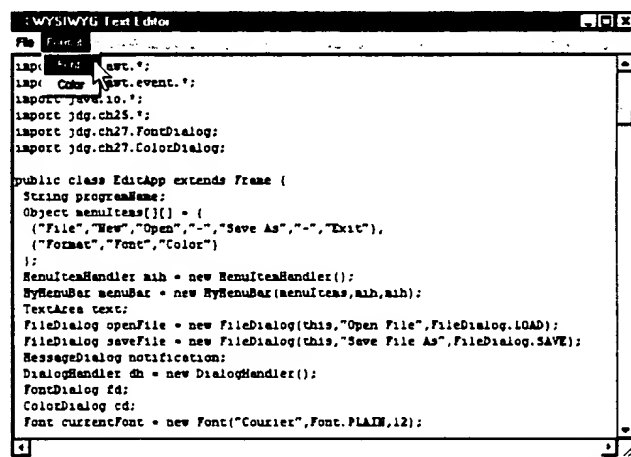 WYSIWYG Text Editor
File Format
Font
Color
awt.*;
awt.event.*;
import java.io.*;
import jdg.ch25.*;
import jdg.ch27.FontDialog;
import jdg.ch27.ColorDialog;
public class EditApp extends Frame {
String programName;
Object menuItems[][] = {
{"File","New","Open","-","Save As","-","Exit"},
{"Format","Font","Color"}
};
MenuItemHandler mih = new MenuItemHandler();
MyMenuBar menuBar = new MyMenuBar(menuItems,mih,mih);
TextArea text;
FileDialog openFile = new FileDialog(this,"Open File",FileDialog.LOAD);
FileDialog saveFile = new FileDialog(this,"Save File As",FileDialog.SAVE);
MessageDialog notification;
DialogHandler dh = new DialogHandler();
FontDialog fd;
ColorDialog cd;
Font currentFont = new Font("Courier",Font.PLAIN,12);